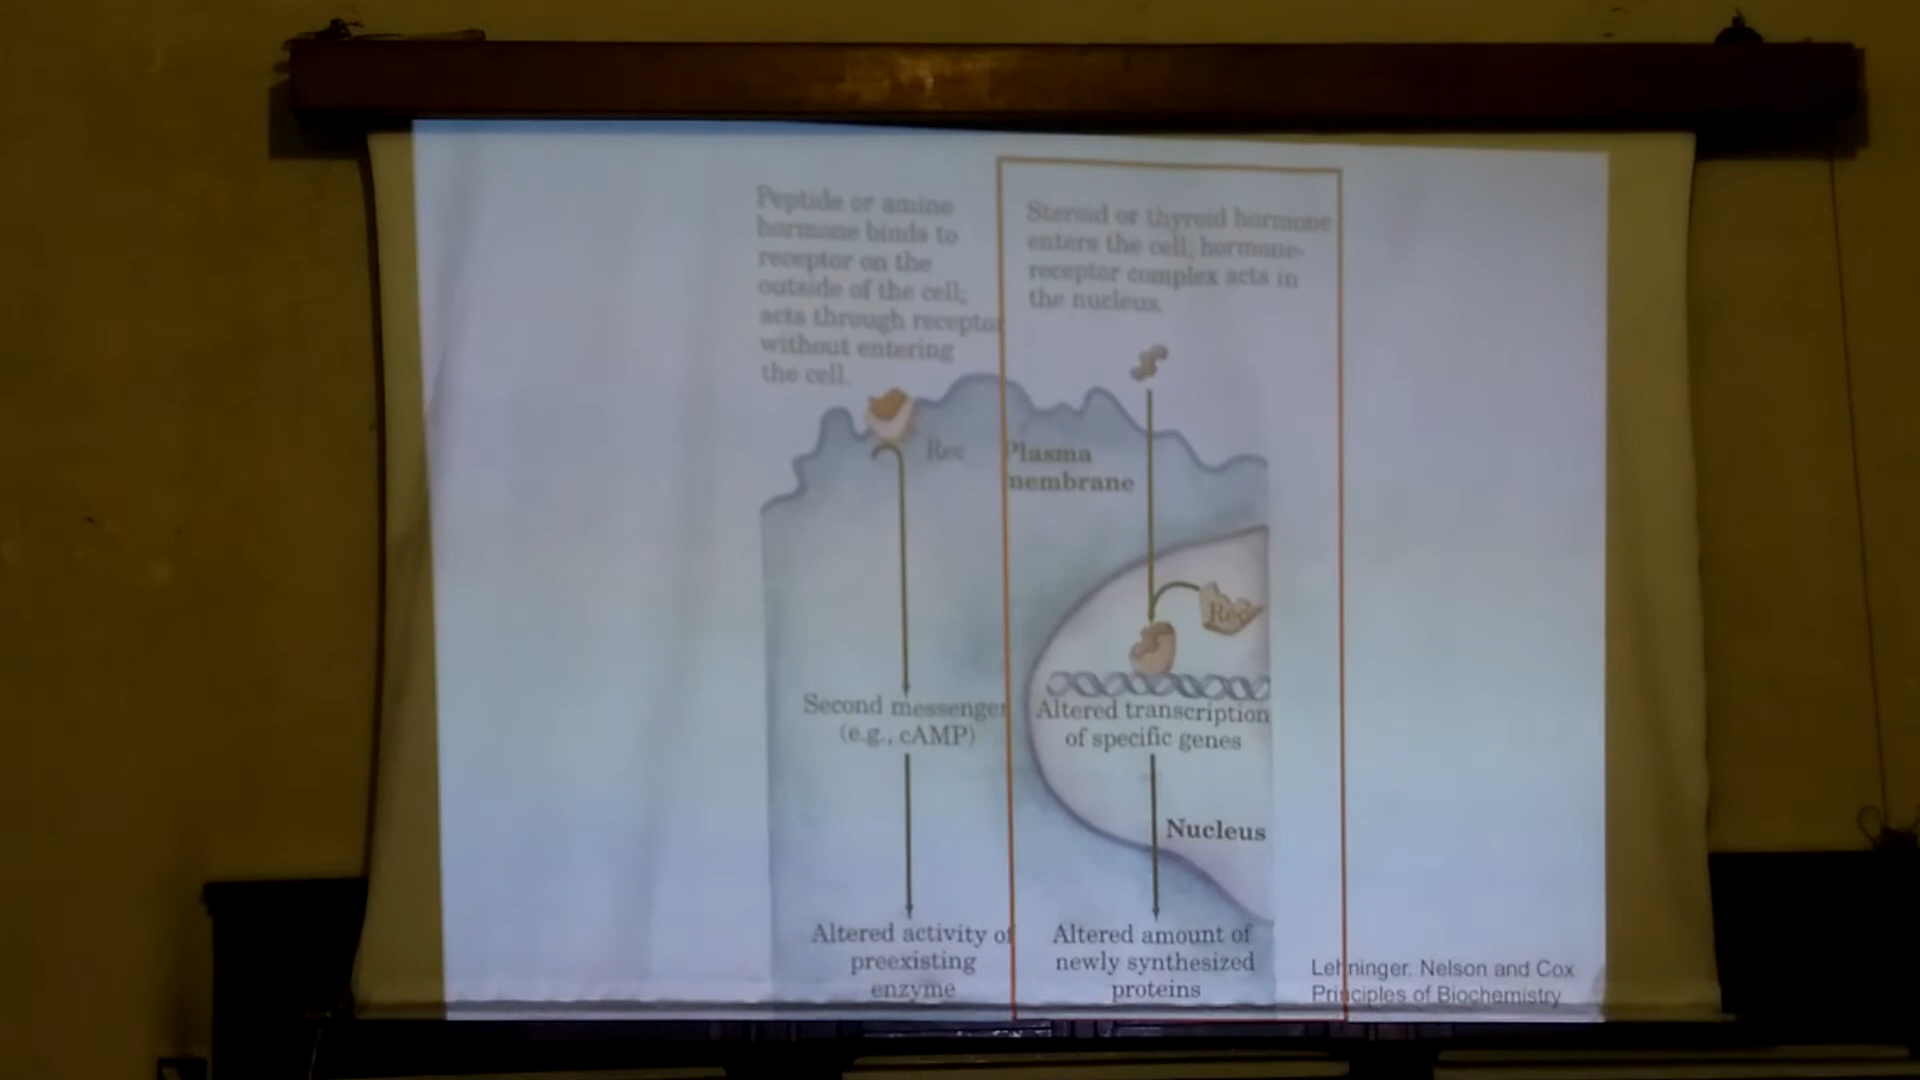 Peptide or amine
hormone binds to
receptor on the
outside of the cell;
acts through receptor
without entering
the cell.
Steroid or thyroid hormone
enters the cell; hormone-
receptor complex acts in
the nucleus.
Rec
Plasma
membrane
Rec
Second messenger
(e.g., cAMP)
Altered transcription
of specific genes
Nucleus
Altered activity of
preexisting
enzyme
Altered amount of
newly synthesized
proteins
Lehninger. Nelson and Cox
Principles of Biochemistry